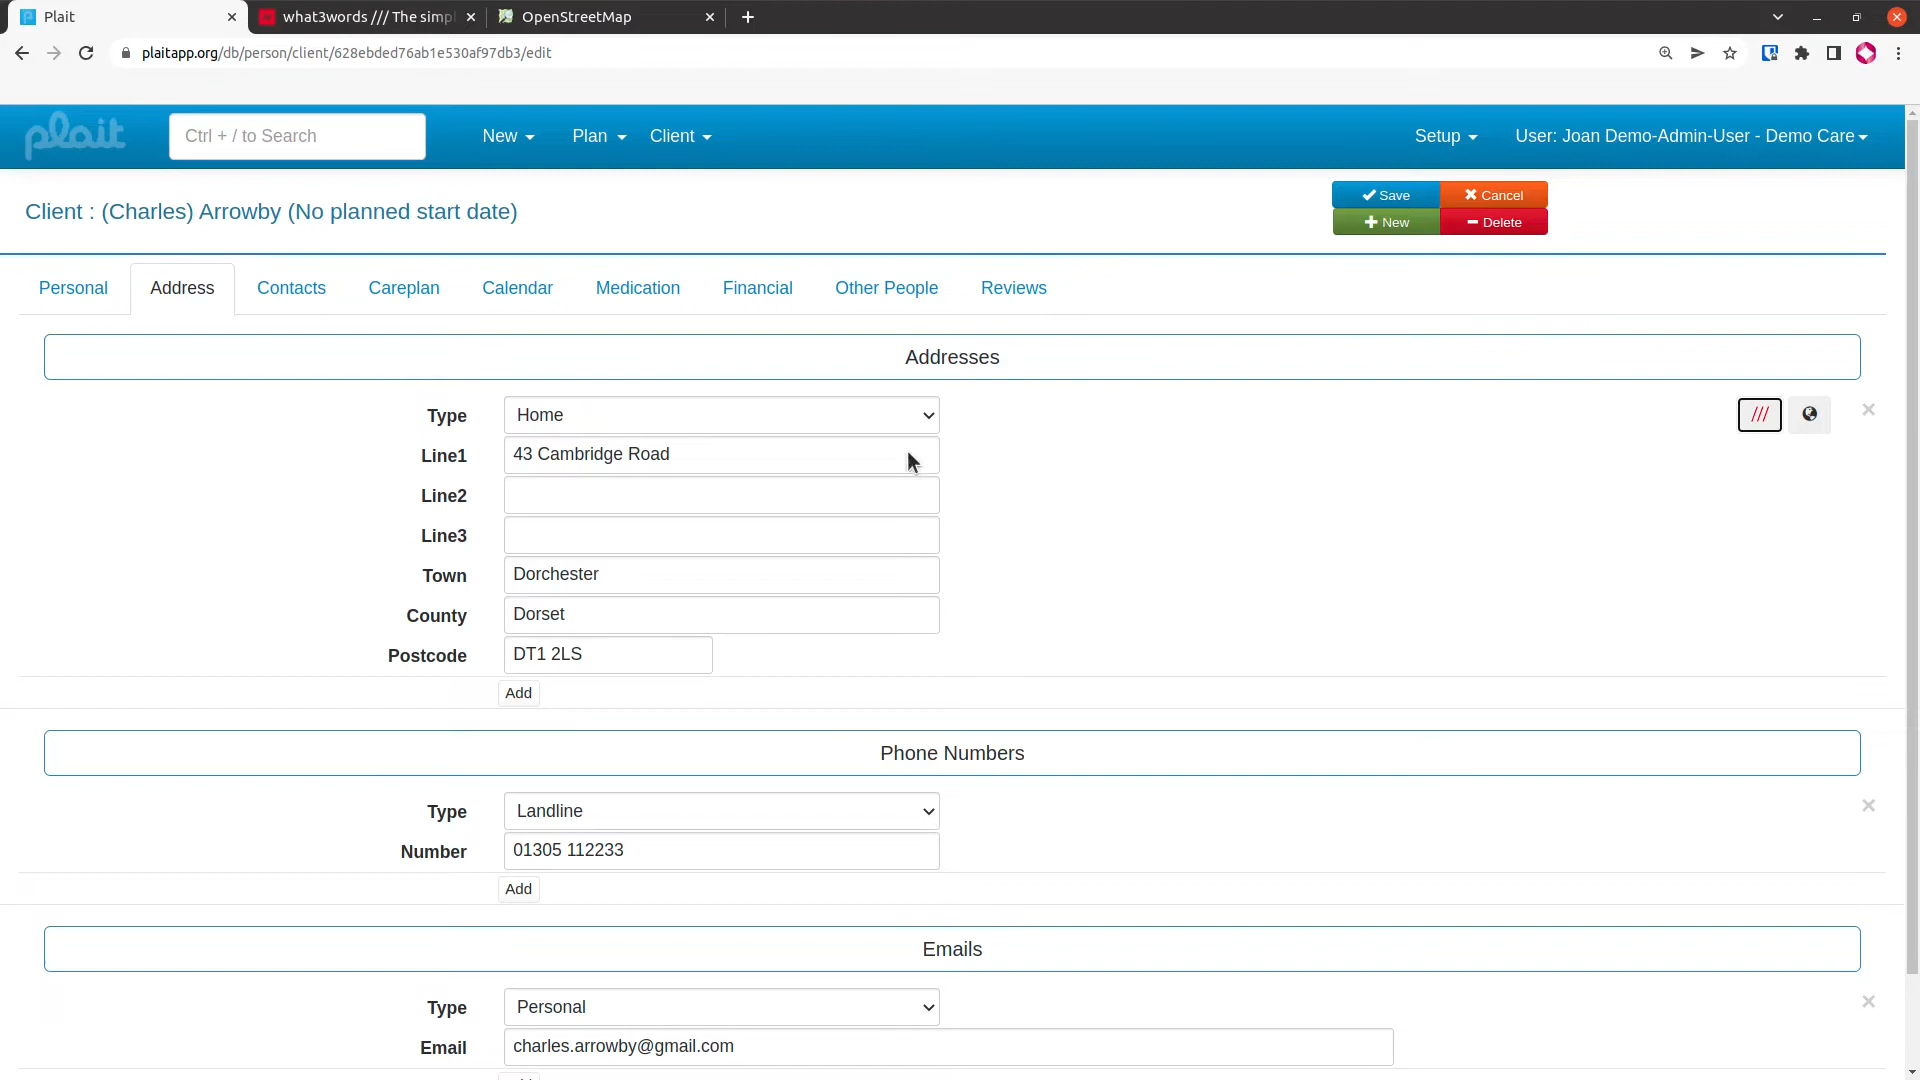 Plait
what3words /// The simp
OpenStreetMap
plaitapp.org/db/person/client/628ebded76ab1e530af97db3/edit
plait
Ctrl + / to Search
New
Plan
Client
Setup
User: Joan Demo-Admin-User - Demo Care
Client : (Charles) Arrowby (No planned start date)
Save
Cancel
New
Delete
Personal
Address
Contacts
Careplan
Calendar
Medication
Financial
Other People
Reviews
Addresses
Type Home
///
Line1 43 Cambridge Road
Line2
Line3
Town Dorchester
County Dorset
Postcode DT1 2LS
Add
Phone Numbers
Type Landline
Number 01305 112233
Add
Emails
Type Personal
Email charles.arrowby@gmail.com